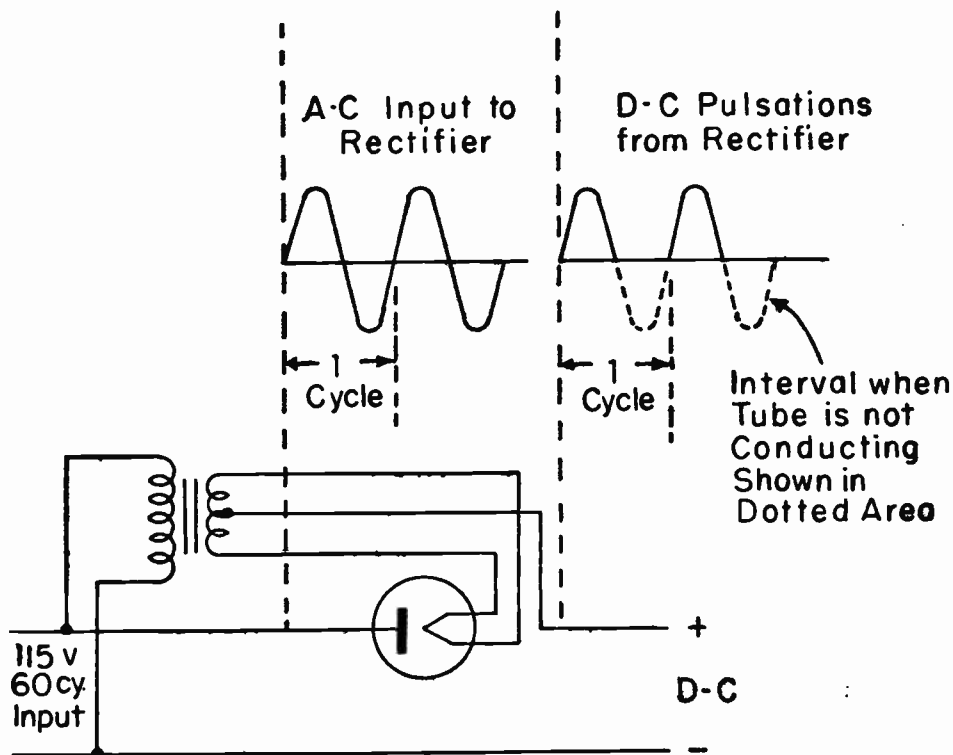 A-C Input to
Rectifier
D-C Pulsations
from Rectifier
1
Cycle
1
Cycle
Interval when
Tube is not
Conducting
Shown in
Dotted Area
115 v
60 cy.
Input
+
D-C
-